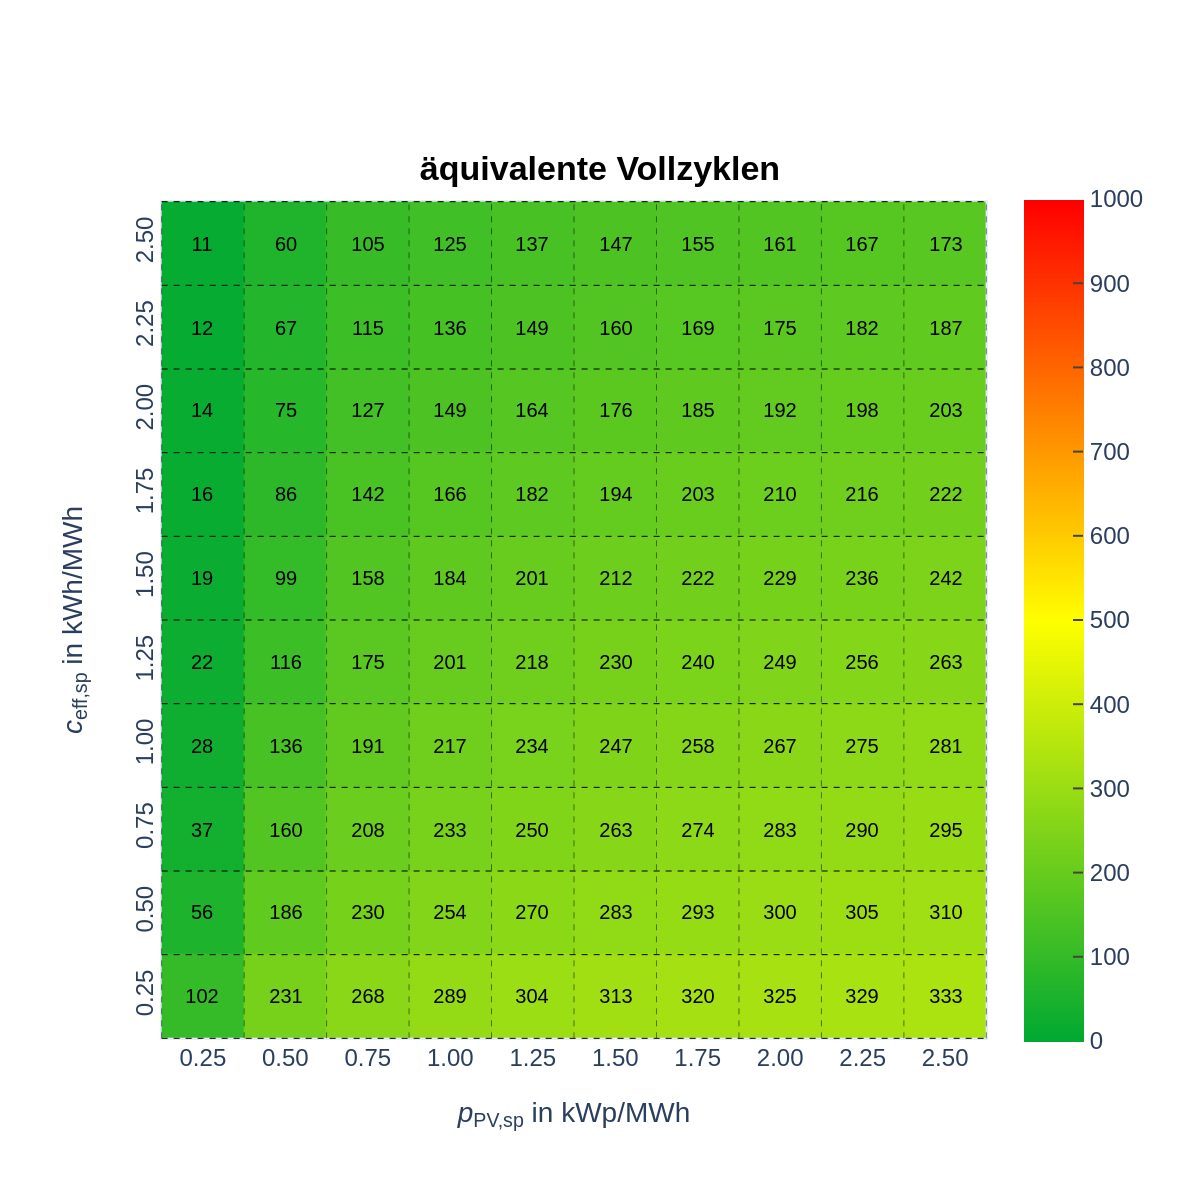 äquivalente Vollzyklen
2.50 11 60 105 125 137 147 155 161 167 173
2.25 12 67 115 136 149 160 169 175 182 187
2.00 14 75 127 149 164 176 185 192 198 203
1.75 16 86 142 166 182 194 203 210 216 222
1.50 19 99 158 184 201 212 222 229 236 242
1.25 22 116 175 201 218 230 240 249 256 263
1.00 28 136 191 217 234 247 258 267 275 281
0.75 37 160 208 233 250 263 274 283 290 295
0.50 56 186 230 254 270 283 293 300 305 310
0.25 102 231 268 289 304 313 320 325 329 333
0.25 0.50 0.75 1.00 1.25 1.50 1.75 2.00 2.25 2.50
pPV,sp in kWp/MWh
ceff,sp in kWh/MWh
1000
900
800
700
600
500
400
300
200
100
0